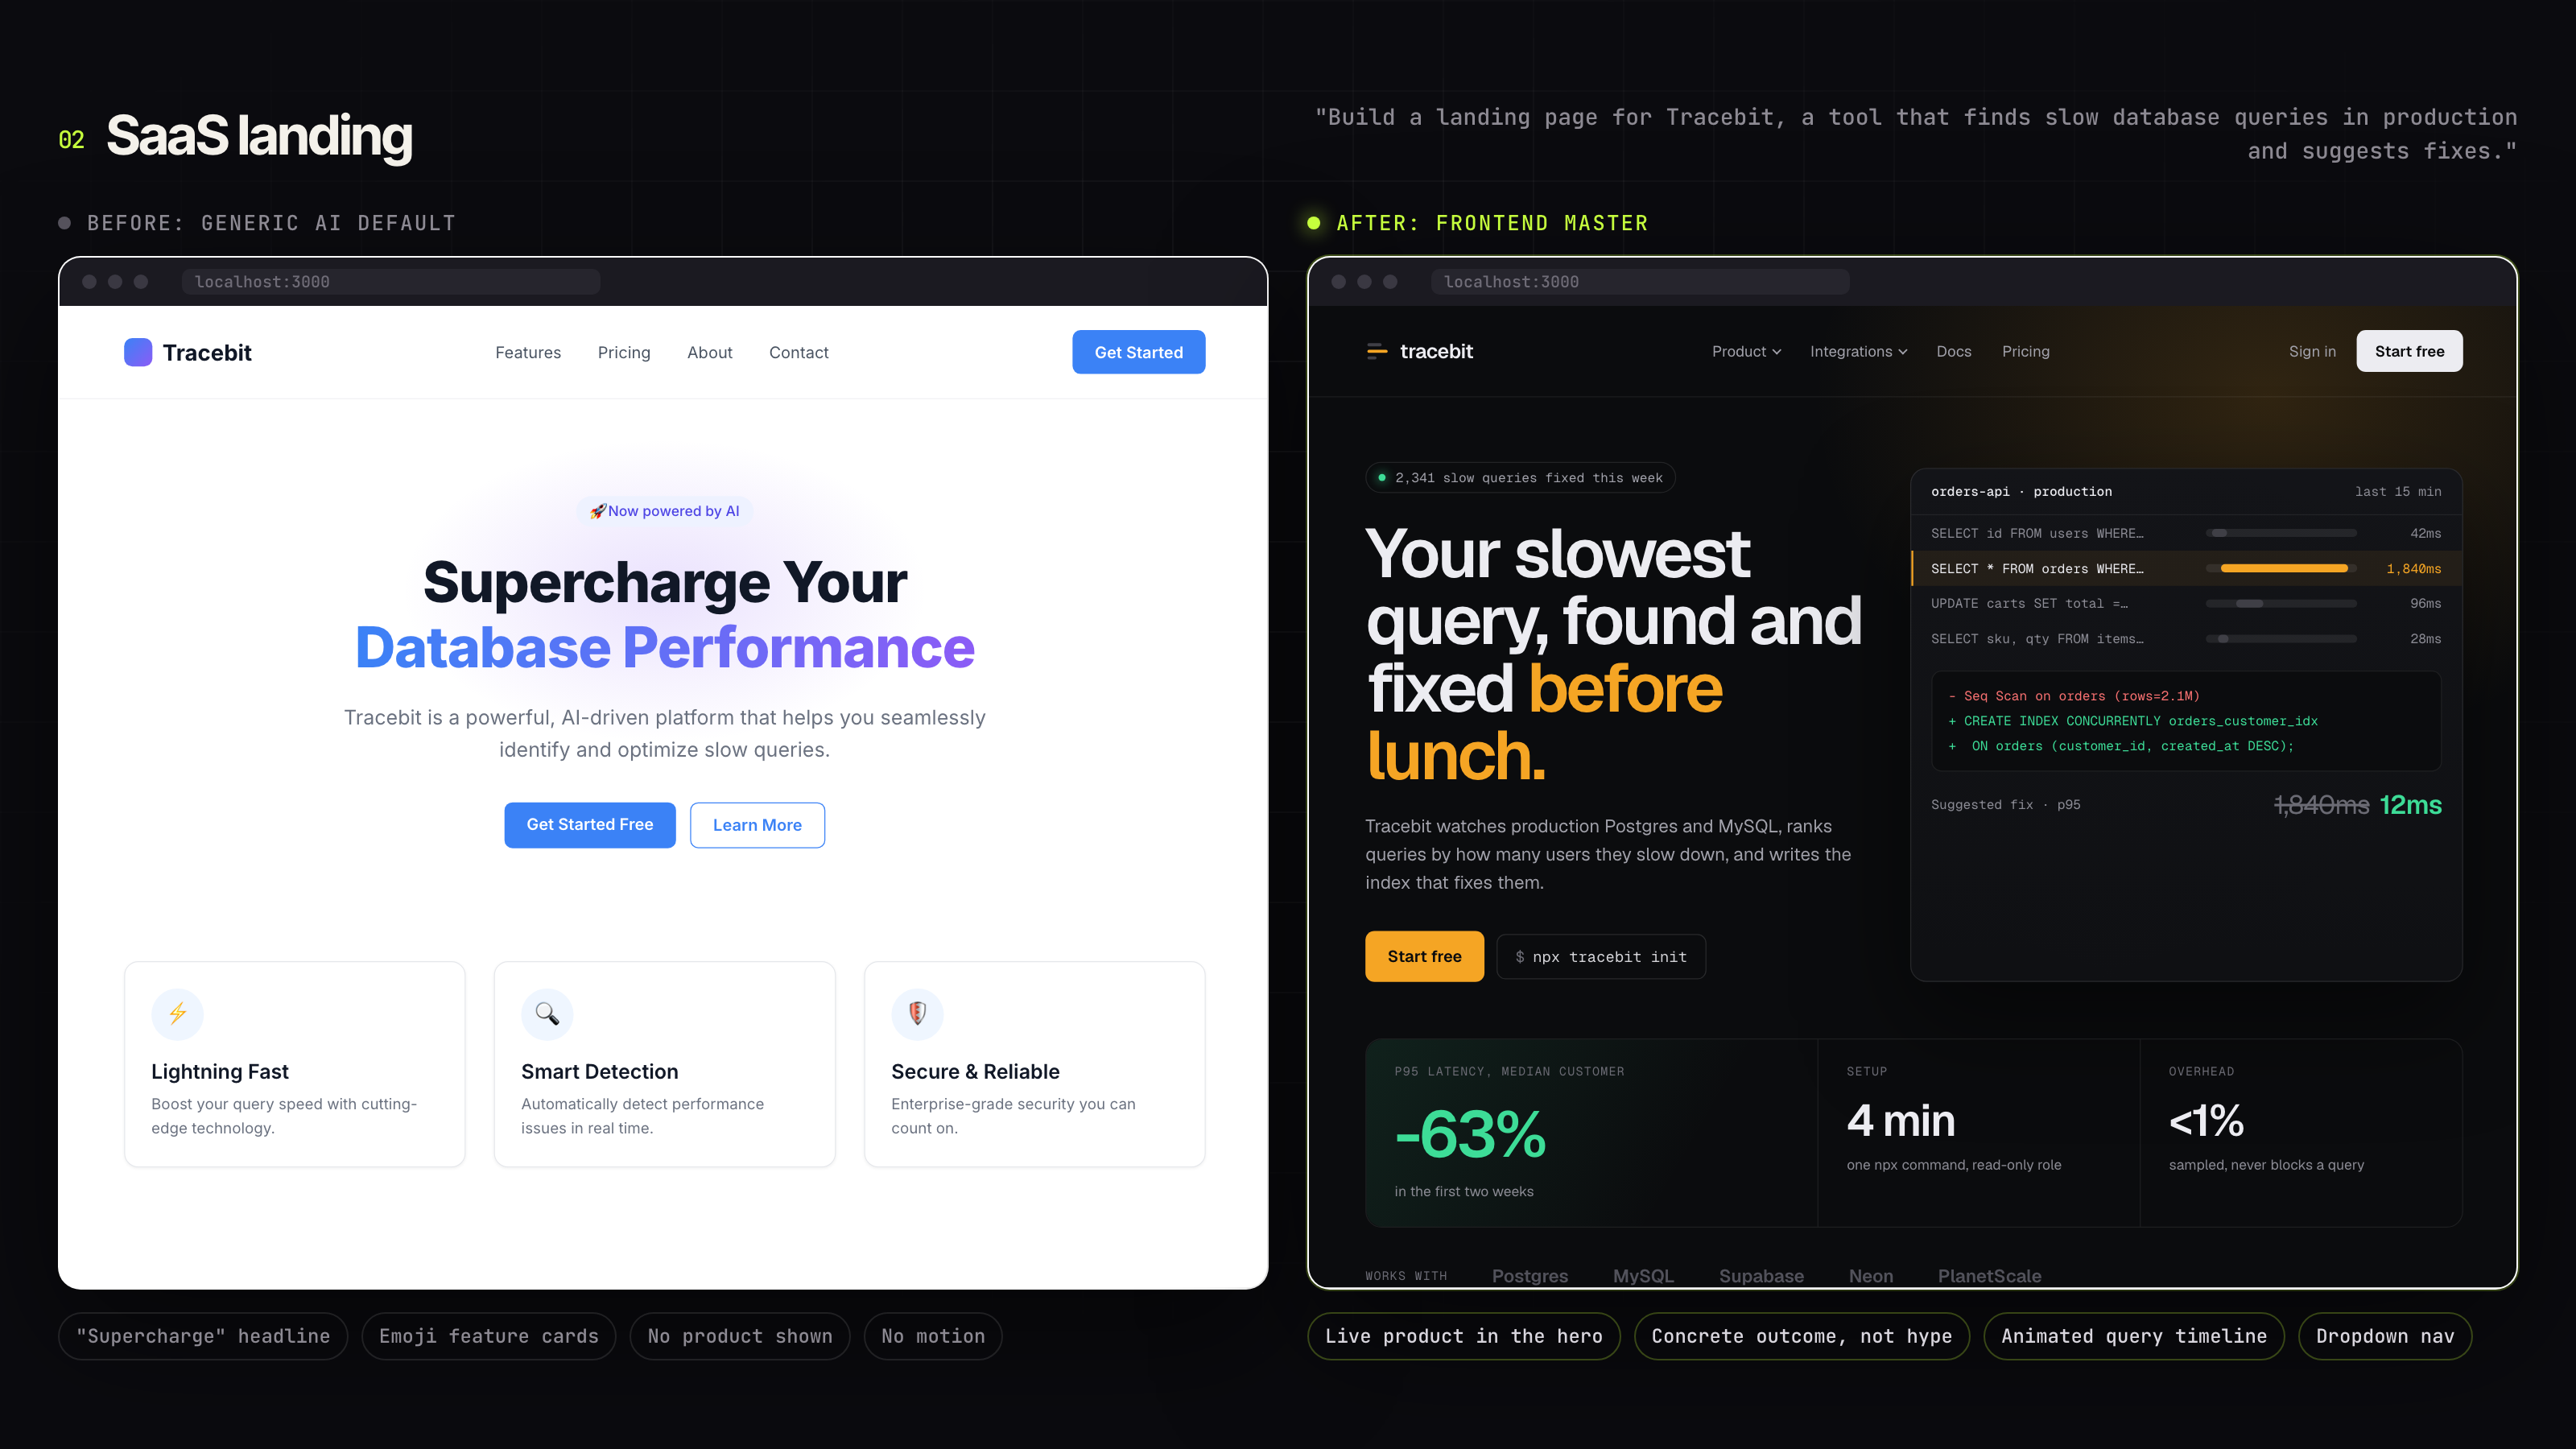 02 SaaS landing
"Build a landing page for Tracebit, a tool that finds slow database queries in production
and suggests fixes."
BEFORE: GENERIC AI DEFAULT
localhost:3000
Tracebit
Features Pricing About Contact
Get Started
🚀Now powered by AI
Supercharge Your
Database Performance
Tracebit is a powerful, AI-driven platform that helps you seamlessly
identify and optimize slow queries.
Get Started Free
Learn More
Lightning Fast
Boost your query speed with cutting-
edge technology.
Smart Detection
Automatically detect performance
issues in real time.
Secure & Reliable
Enterprise-grade security you can
count on.
"Supercharge" headline
Emoji feature cards
No product shown
No motion
AFTER: FRONTEND MASTER
localhost:3000
tracebit
Product Integrations Docs Pricing
Sign in
Start free
2,341 slow queries fixed this week
Your slowest
query, found and
fixed before
lunch.
Tracebit watches production Postgres and MySQL, ranks
queries by how many users they slow down, and writes the
index that fixes them.
Start free
$ npx tracebit init
orders-api · production last 15 min
SELECT id FROM users WHERE… 42ms
SELECT * FROM orders WHERE… 1,840ms
UPDATE carts SET total =… 96ms
SELECT sku, qty FROM items… 28ms
- Seq Scan on orders (rows=2.1M)
+ CREATE INDEX CONCURRENTLY orders_customer_idx
+ ON orders (customer_id, created_at DESC);
Suggested fix · p95 1,840ms 12ms
P95 LATENCY, MEDIAN CUSTOMER
-63%
in the first two weeks
SETUP
4 min
one npx command, read-only role
OVERHEAD
<1%
sampled, never blocks a query
WORKS WITH Postgres MySQL Supabase Neon PlanetScale
Live product in the hero
Concrete outcome, not hype
Animated query timeline
Dropdown nav